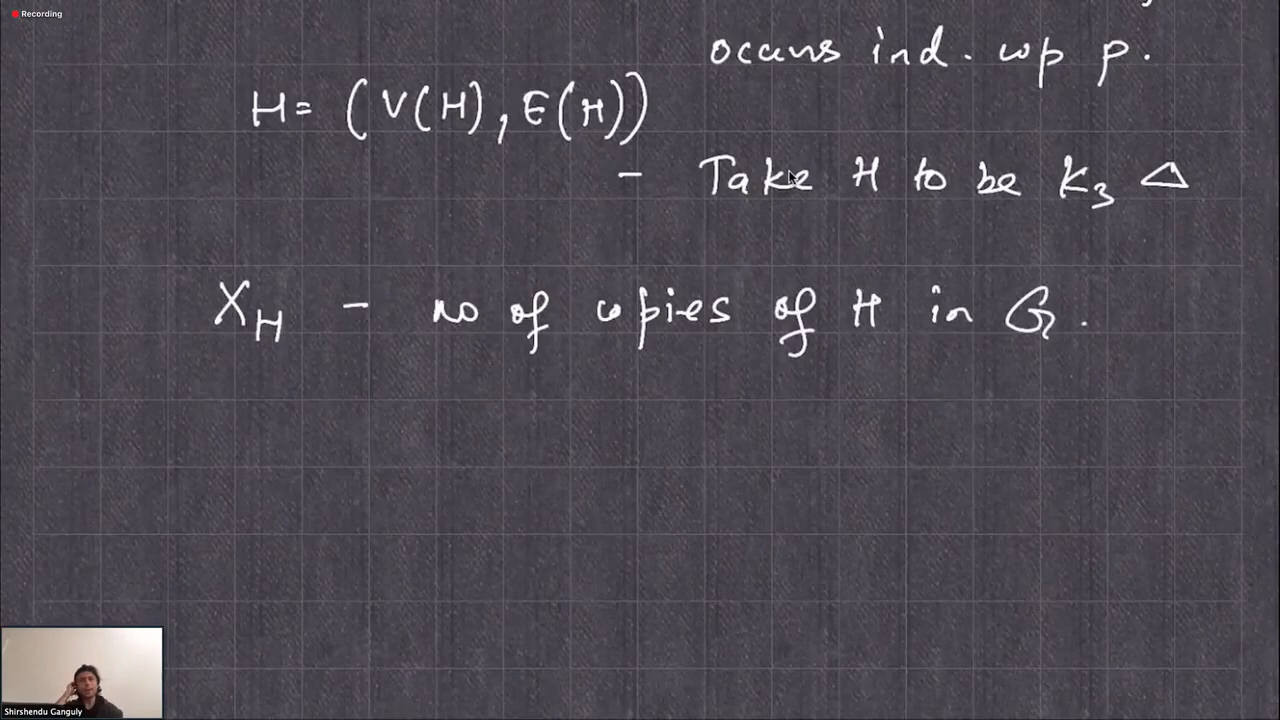 Recording
occurs ind. wp p.
H = (V(H), E(H))
- Take H to be K3 △
XH - no of copies of H in G.
Shirshendu Ganguly